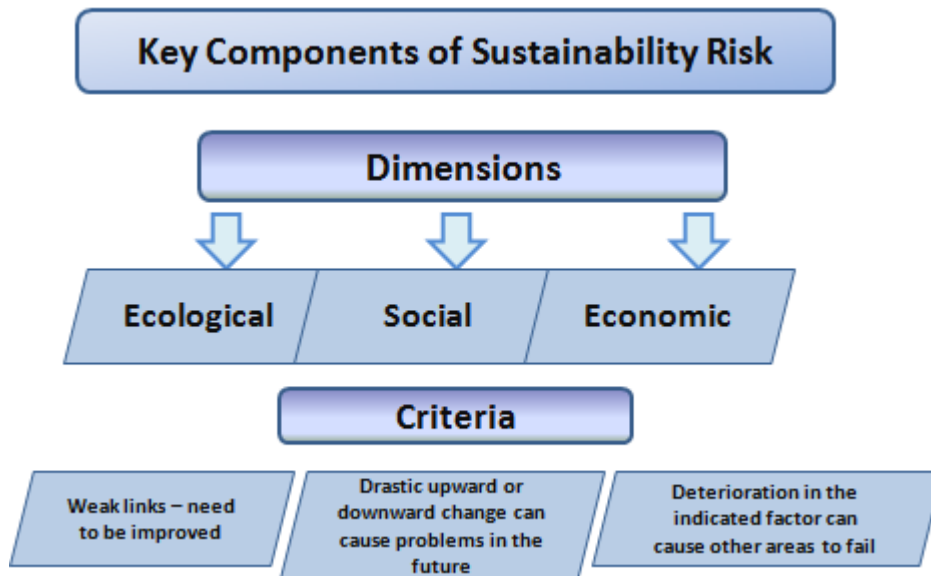 Key Components of Sustainability Risk
Dimensions
Ecological
Social
Economic
Criteria
Weak links – need
to be improved
Drastic upward or
downward change can
cause problems in the
future
Deterioration in the
indicated factor can
cause other areas to fail